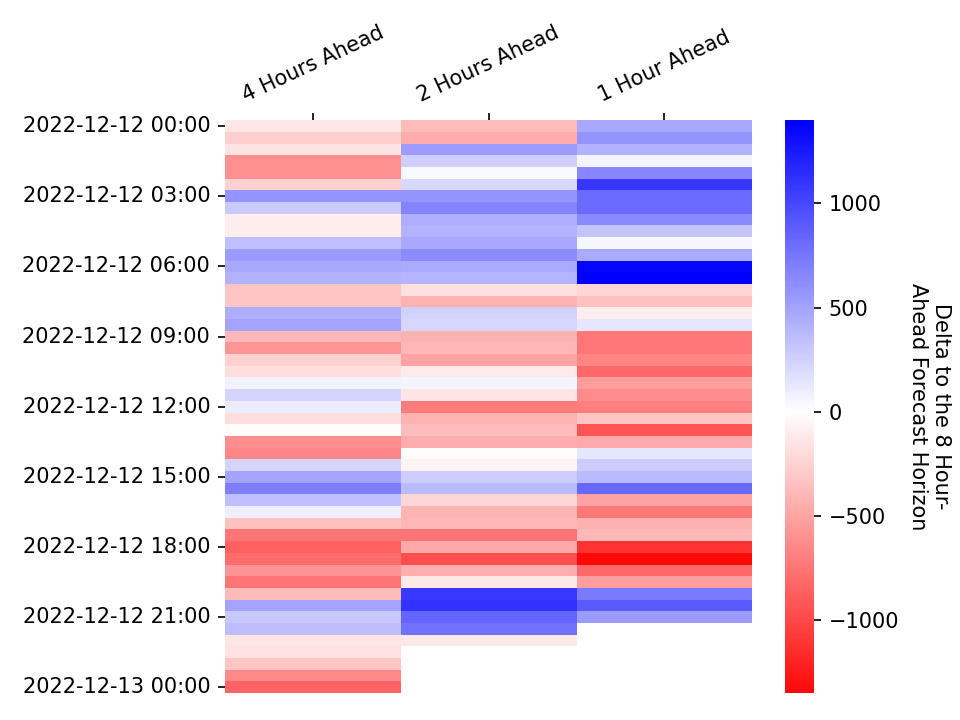 4 Hours Ahead
2 Hours Ahead
1 Hour Ahead
2022-12-12 00:00
2022-12-12 03:00
2022-12-12 06:00
2022-12-12 09:00
2022-12-12 12:00
2022-12-12 15:00
2022-12-12 18:00
2022-12-12 21:00
2022-12-13 00:00
1000
500
0
−500
−1000
Delta to the 8 Hour-
Ahead Forecast Horizon